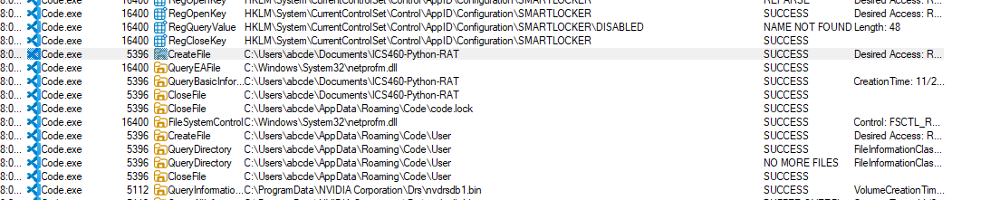 8:0... Code.exe 16400 RegOpenKey HKLM\System\CurrentControlSet\Control\AppID\Configuration\SMARTLOCKER REPARSE Desired Access: R...
8:0... Code.exe 16400 RegOpenKey HKLM\System\CurrentControlSet\Control\AppID\Configuration\SMARTLOCKER SUCCESS Desired Access: R...
8:0... Code.exe 16400 RegQueryValue HKLM\System\CurrentControlSet\Control\AppID\Configuration\SMARTLOCKER\DISABLED NAME NOT FOUND Length: 48
8:0... Code.exe 16400 RegCloseKey HKLM\System\CurrentControlSet\Control\AppID\Configuration\SMARTLOCKER SUCCESS
8:0... Code.exe 5396 CreateFile C:\Users\abcde\Documents\ICS460-Python-RAT SUCCESS Desired Access: R...
8:0... Code.exe 16400 QueryEAFile C:\Windows\System32\netprofm.dll SUCCESS
8:0... Code.exe 5396 QueryBasicInfor... C:\Users\abcde\Documents\ICS460-Python-RAT SUCCESS CreationTime: 11/2...
8:0... Code.exe 5396 CloseFile C:\Users\abcde\Documents\ICS460-Python-RAT SUCCESS
8:0... Code.exe 5396 CloseFile C:\Users\abcde\AppData\Roaming\Code\code.lock SUCCESS
8:0... Code.exe 16400 FileSystemControl C:\Windows\System32\netprofm.dll SUCCESS Control: FSCTL_R...
8:0... Code.exe 5396 CreateFile C:\Users\abcde\AppData\Roaming\Code\User SUCCESS Desired Access: R...
8:0... Code.exe 5396 QueryDirectory C:\Users\abcde\AppData\Roaming\Code\User SUCCESS FileInformationClas...
8:0... Code.exe 5396 QueryDirectory C:\Users\abcde\AppData\Roaming\Code\User NO MORE FILES FileInformationClas...
8:0... Code.exe 5396 CloseFile C:\Users\abcde\AppData\Roaming\Code\User SUCCESS
8:0... Code.exe 5112 QueryInformatio... C:\ProgramData\NVIDIA Corporation\Drs\nvdrsdb1.bin SUCCESS VolumeCreationTim...